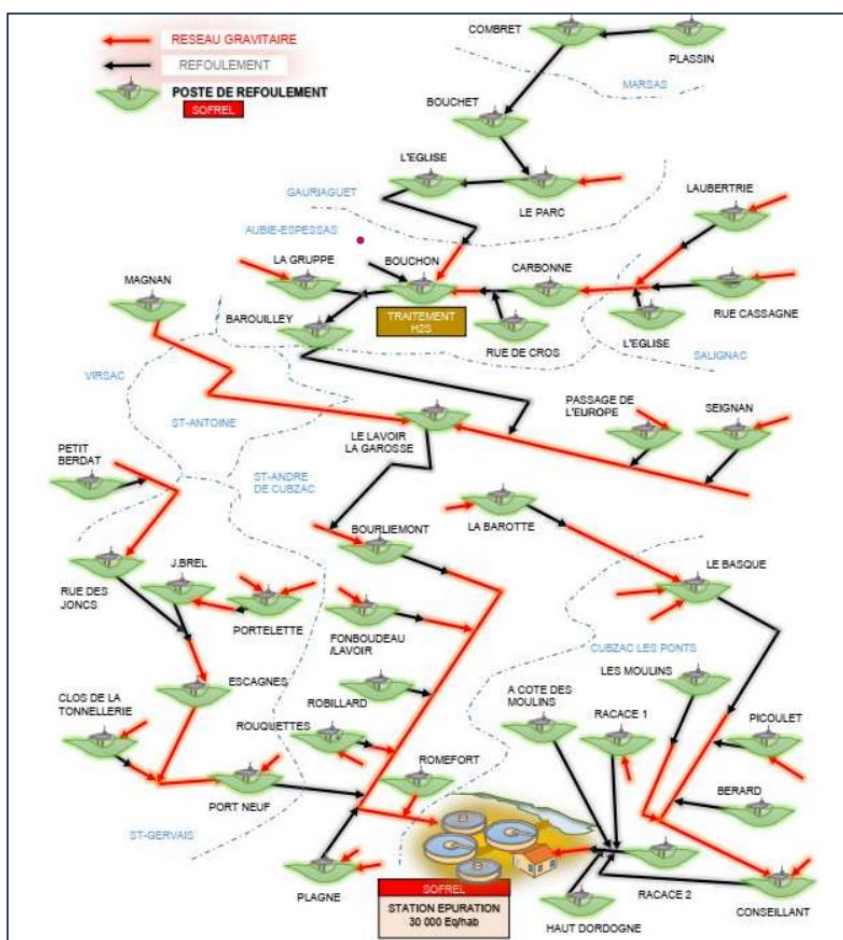 RESEAU GRAVITAIRE
REFOULEMENT
POSTE DE REFOULEMENT
SOFREL
COMBRET
PLASSIN
MARSAS
BOUCHET
L'EGLISE
LE PARC
GAURIAGUET
LAUBERTRIE
AUBIE-ESPESSAS
LA GRUPPE
BOUCHON
CARBONNE
MAGNAN
BAROUILLEY
TRAITEMENT
H2S
RUE DE CROS
L'EGLISE
RUE CASSAGNE
SALIGNAC
VIRSAC
ST-ANTOINE
LE LAVOIR
LA GAROSSE
PASSAGE DE
L'EUROPE
SEIGNAN
PETIT
BERDAT
ST-ANDRE
DE CUBZAC
BOURLIEMONT
LA BAROTTE
LE BASQUE
RUE DES
JONCS
J.BREL
PORTELETTE
FONBOUDEAU
/LAVOIR
CUBZAC LES PONTS
LES MOULINS
ESCAGNES
CLOS DE LA
TONNELLERIE
ROBILLARD
ROUQUETTES
A COTE DES
MOULINS
RACACE 1
PICOULET
PORT NEUF
ROMEFORT
BERARD
ST-GERVAIS
PLAGNE
SOFREL
STATION EPURATION
30 000 Eq/hab
HAUT DORDOGNE
RACACE 2
CONSEILLANT